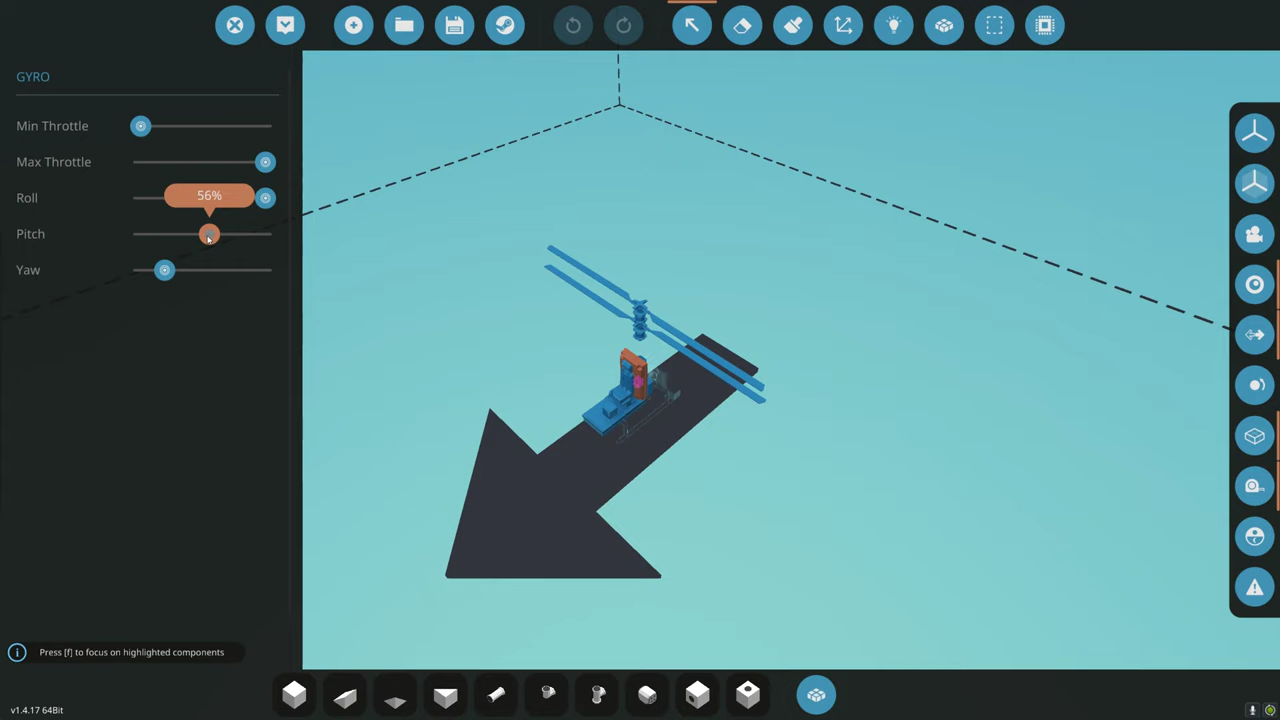 GYRO
Min Throttle
Max Throttle
Roll
56%
Pitch
Yaw
Press [f] to focus on highlighted components
v1.4.17 64Bit